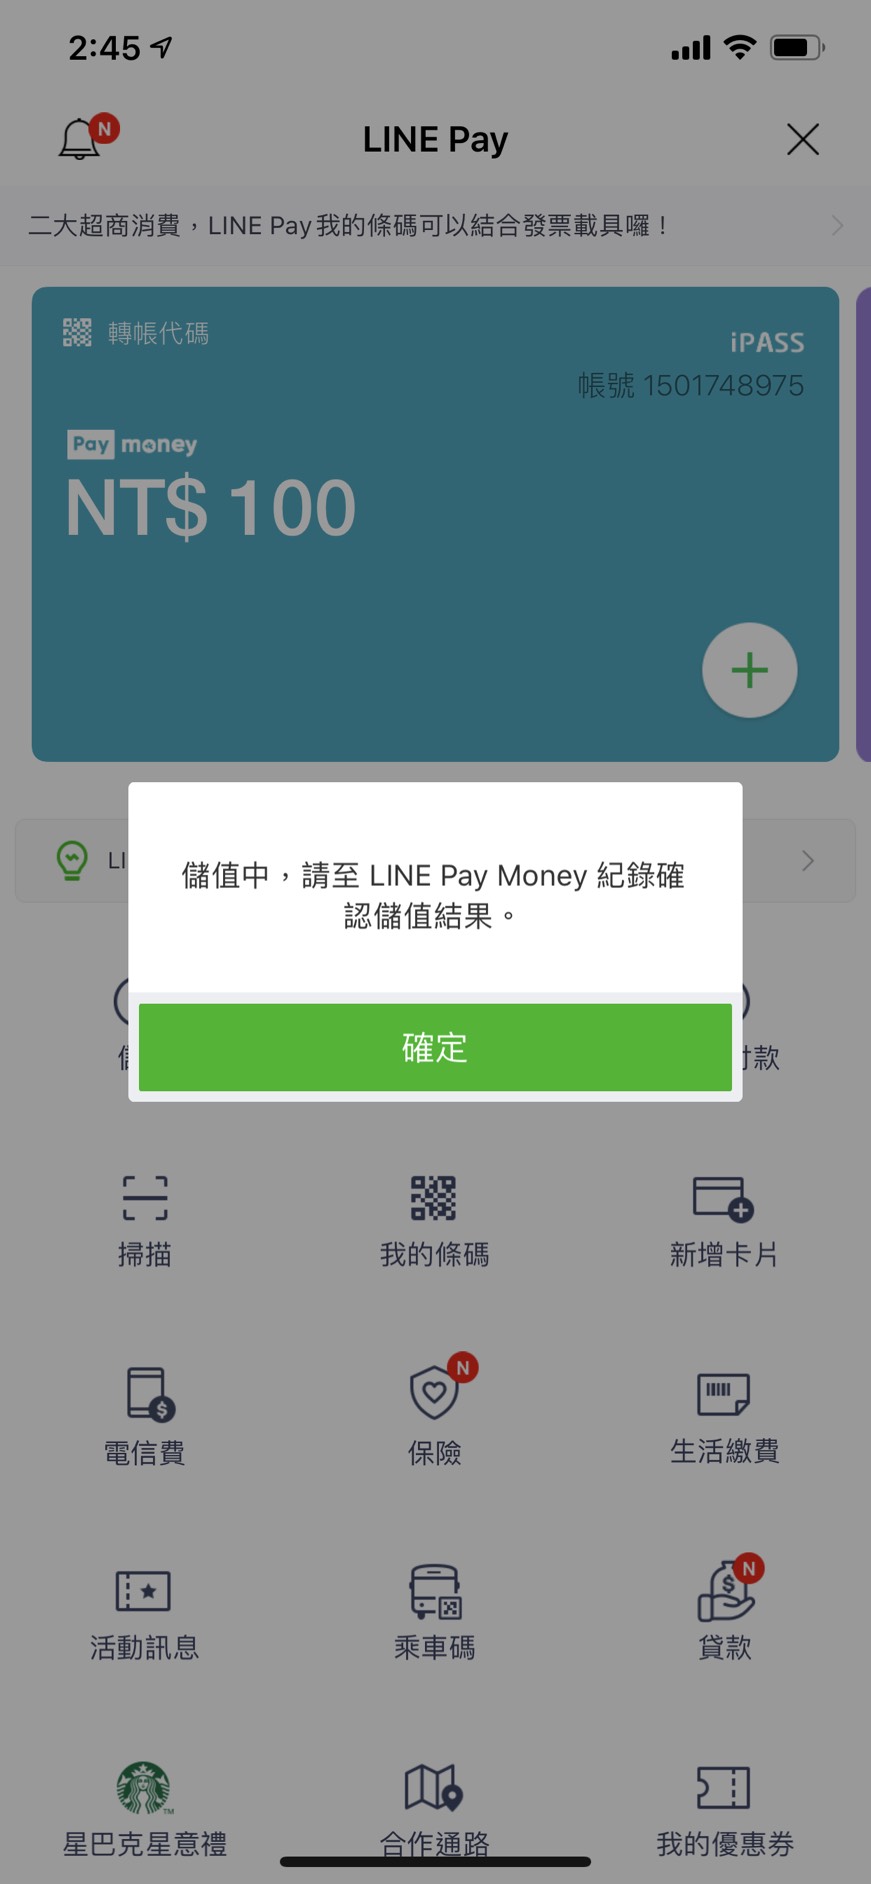 2:45
N
LINE Pay
二大超商消費，LINE Pay我的條碼可以結合發票載具囉！
轉帳代碼
iPASS
帳號 1501748975
Pay money
NT$ 100
LI
儲值中，請至 LINE Pay Money 紀錄確
認儲值結果。
確定
款
掃描
我的條碼
新增卡片
N
電信費
保險
生活繳費
N
活動訊息
乘車碼
貸款
TM
星巴克星意禮
合作通路
我的優惠券